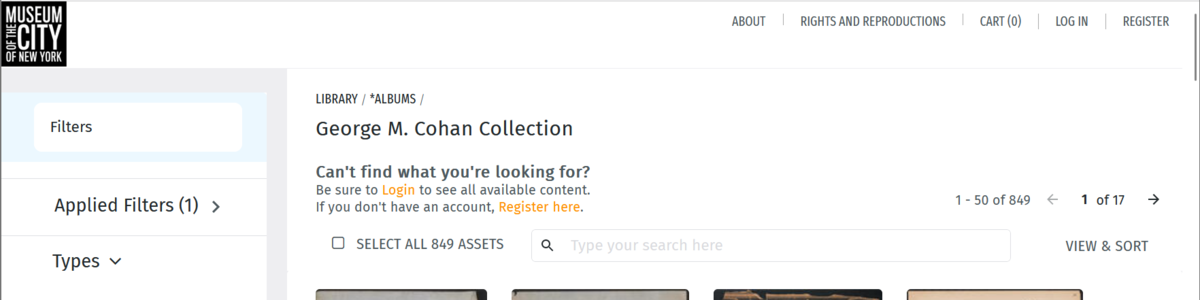 MUSEUM
OF THE
CITY
OF NEW YORK
ABOUT
RIGHTS AND REPRODUCTIONS
CART (0)
LOG IN
REGISTER
Filters
Applied Filters (1)
Types
LIBRARY / *ALBUMS /
George M. Cohan Collection
Can't find what you're looking for?
Be sure to Login to see all available content.
If you don't have an account, Register here.
1 - 50 of 849
1 of 17
SELECT ALL 849 ASSETS
Type your search here
VIEW & SORT